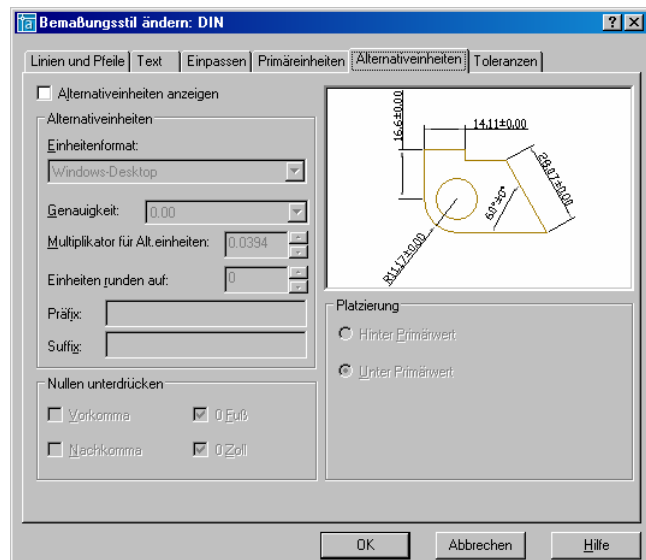 Bemaßungsstil ändern: DIN
Linien und Pfeile Text Einpassen Primäreinheiten Alternativeinheiten Toleranzen
Alternativeinheiten anzeigen
Alternativeinheiten
Einheitenformat:
Windows-Desktop
Genauigkeit: 0.00
Multiplikator für Alt.einheiten: 0.0394
Einheiten runden auf: 0
Präfix:
Suffix:
Nullen unterdrücken
Vorkomma 0 Fuß
Nachkomma 0 Zoll
16.6±0.00
14.11±0.00
28.07±0.00
60°±0°
R11.17±0.00
Platzierung
Hinter Primärwert
Unter Primärwert
OK Abbrechen Hilfe